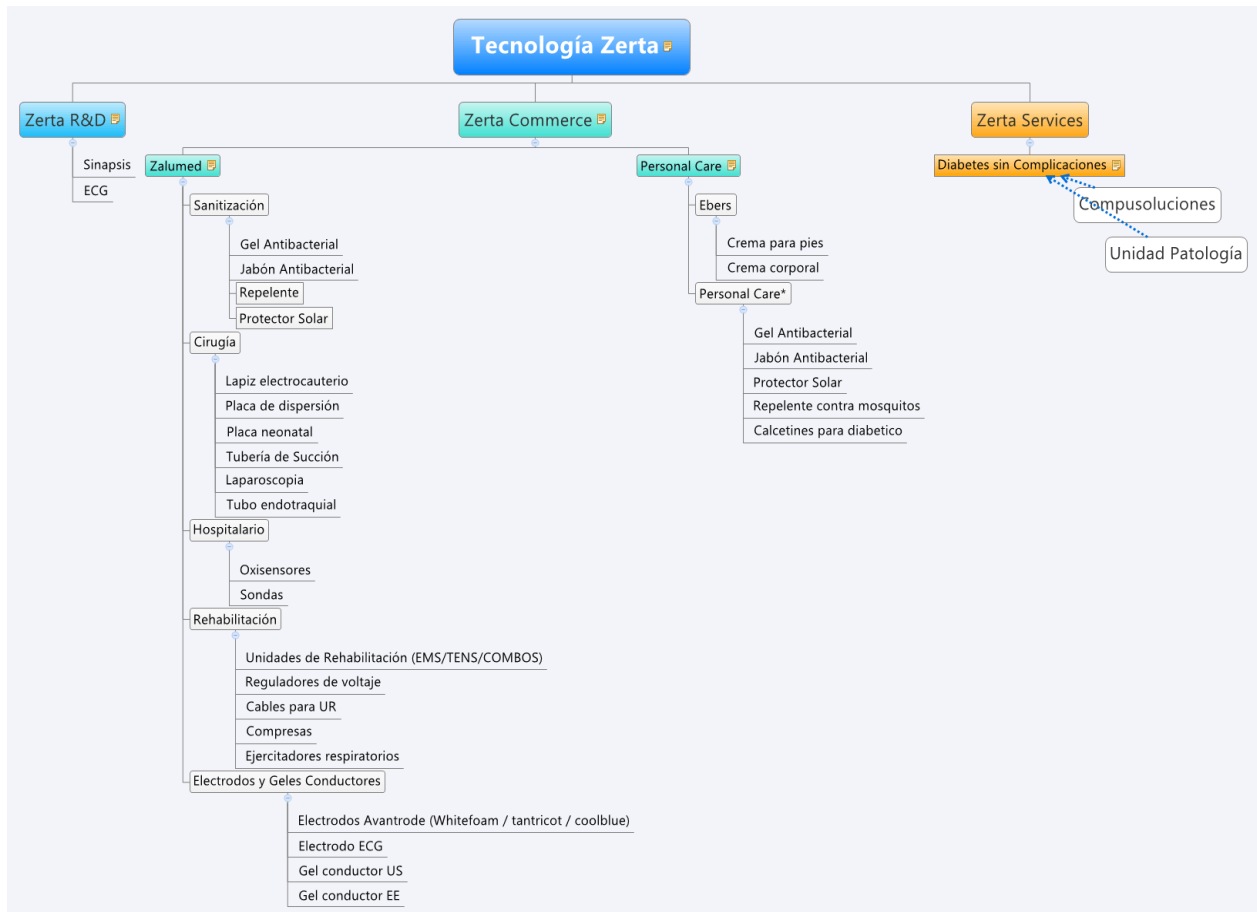 Tecnología Zerta
Zerta R&D
Sinapsis
ECG
Zerta Commerce
Zalumed
Sanitización
Gel Antibacterial
Jabón Antibacterial
Repelente
Protector Solar
Cirugía
Lapiz electrocauterio
Placa de dispersión
Placa neonatal
Tubería de Succión
Laparoscopia
Tubo endotraquial
Hospitalario
Oxisensores
Sondas
Rehabilitación
Unidades de Rehabilitación (EMS/TENS/COMBOS)
Reguladores de voltaje
Cables para UR
Compresas
Ejercitadores respiratorios
Electrodos y Geles Conductores
Electrodos Avantrode (Whitefoam / tantricot / coolblue)
Electrodo ECG
Gel conductor US
Gel conductor EE
Personal Care
Ebers
Crema para pies
Crema corporal
Personal Care*
Gel Antibacterial
Jabón Antibacterial
Protector Solar
Repelente contra mosquitos
Calcetines para diabetico
Zerta Services
Diabetes sin Complicaciones
Compusoluciones
Unidad Patología